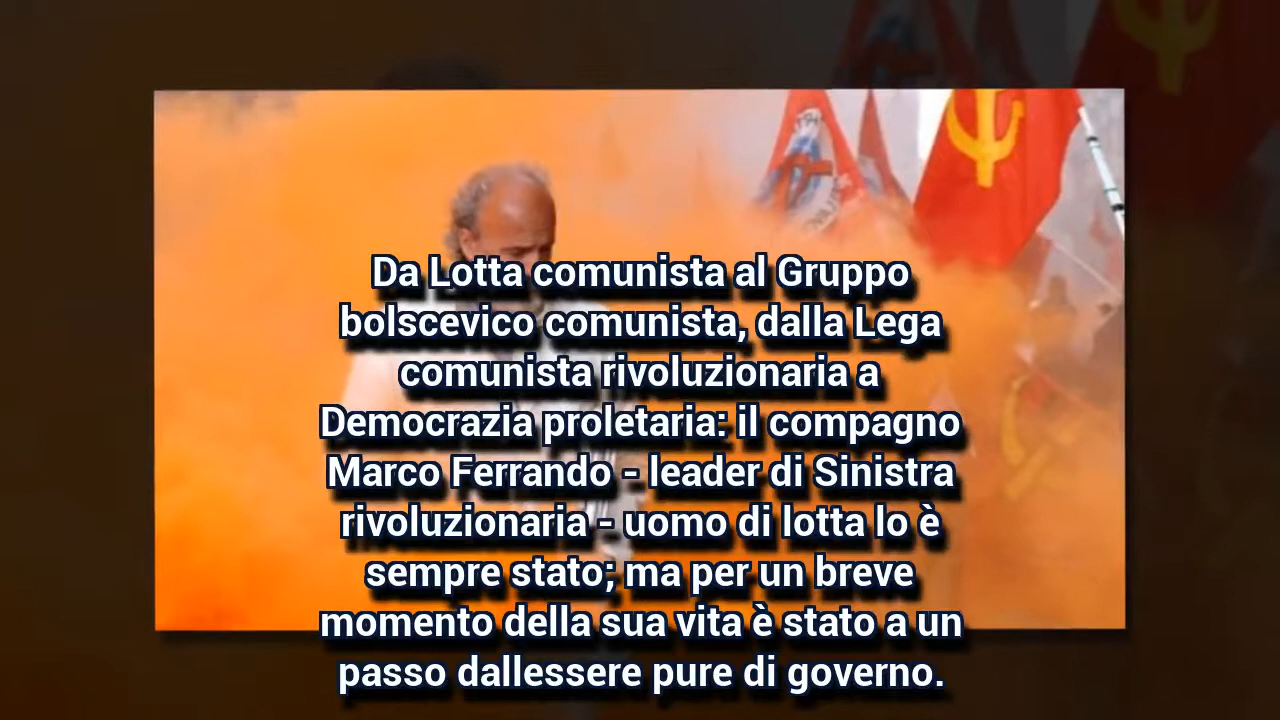 Da Lotta comunista al Gruppo
bolscevico comunista, dalla Lega
comunista rivoluzionaria a
Democrazia proletaria: il compagno
Marco Ferrando - leader di Sinistra
rivoluzionaria - uomo di lotta lo è
sempre stato; ma per un breve
momento della sua vita è stato a un
passo dallessere pure di governo.